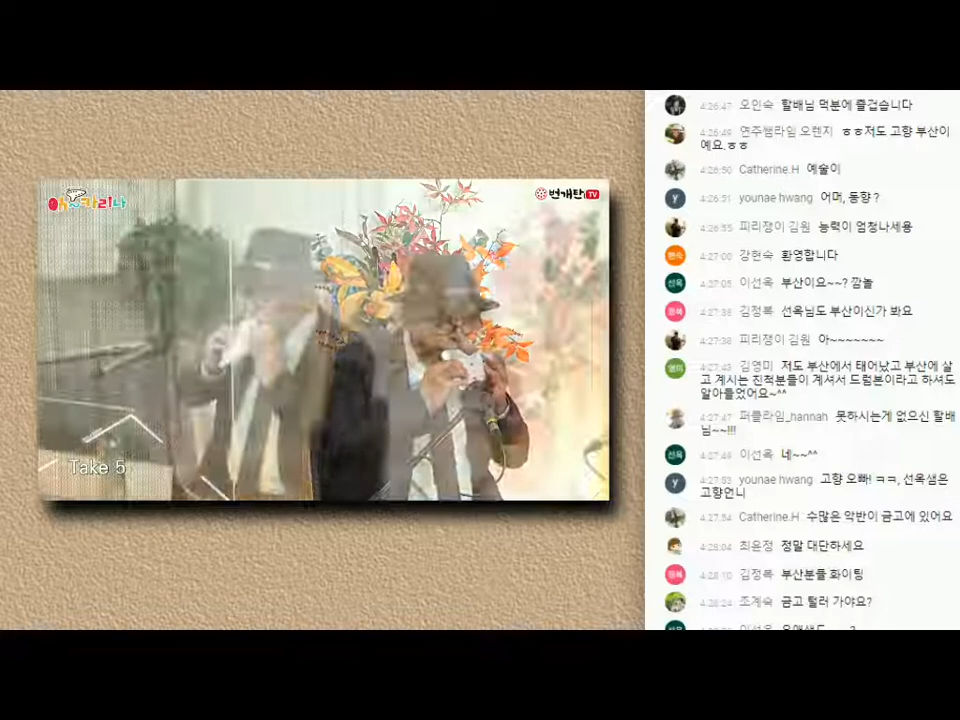 아~카리나
번개탄 TV
Take 5
4:26:47 오인숙 할배님 덕분에 즐겁습니다
4:26:49 연주쌤라임 오렌지 ㅎㅎ저도 고향 부산이
예요.ㅎㅎ
4:26:50 Catherine.H 예술이
4:26:51 younae hwang 어머, 동향 ?
4:26:55 피리쟁이 김원 능력이 엄청나세용
4:27:00 강현숙 환영합니다
4:27:05 이선옥 부산이요~~? 깜놀
4:27:38 김정복 선옥님도 부산이신가 봐요
4:27:38 피리쟁이 김원 아~~~~~~~
4:27:43 김영미 저도 부산에서 태어났고 부산에 살
고 계시는 친척분들이 계셔서 드럼본이라고 하셔도
알아들었어요~^^
4:27:47 퍼플라임_hannah 못하시는게 없으신 할배
님~~!!!
4:27:49 이선옥 네~~^^
4:27:53 younae hwang 고향 오빠! ㅋㅋ, 선옥샘은
고향언니
4:27:54 Catherine.H 수많은 악반이 금고에 있어요
4:28:04 최윤정 정말 대단하세요
4:28:10 김정복 부산분들 화이팅
4:28:24 조계숙 금고 털러 가야요?